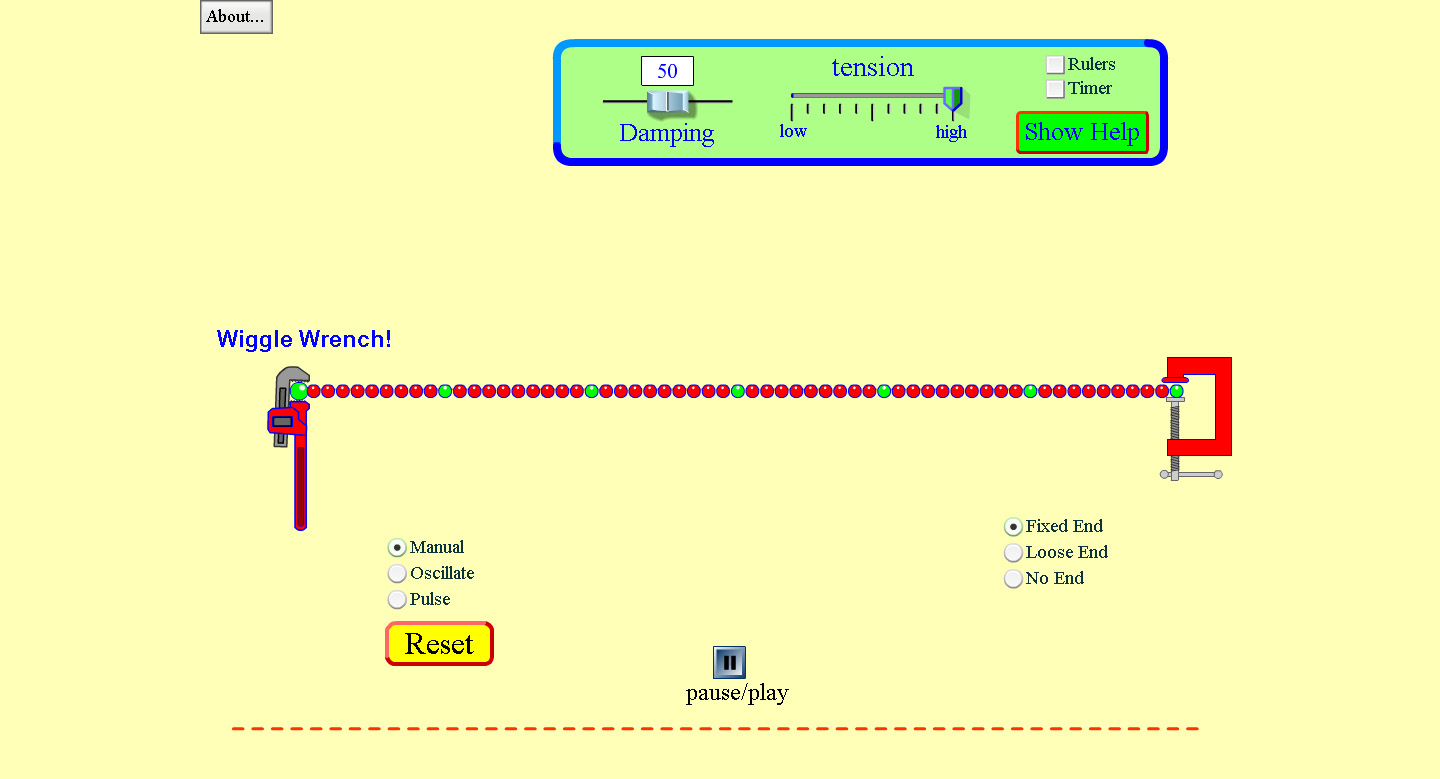 About...
50
Damping
tension
low
high
Rulers
Timer
Show Help
Wiggle Wrench!
Manual
Oscillate
Pulse
Reset
Fixed End
Loose End
No End
pause/play